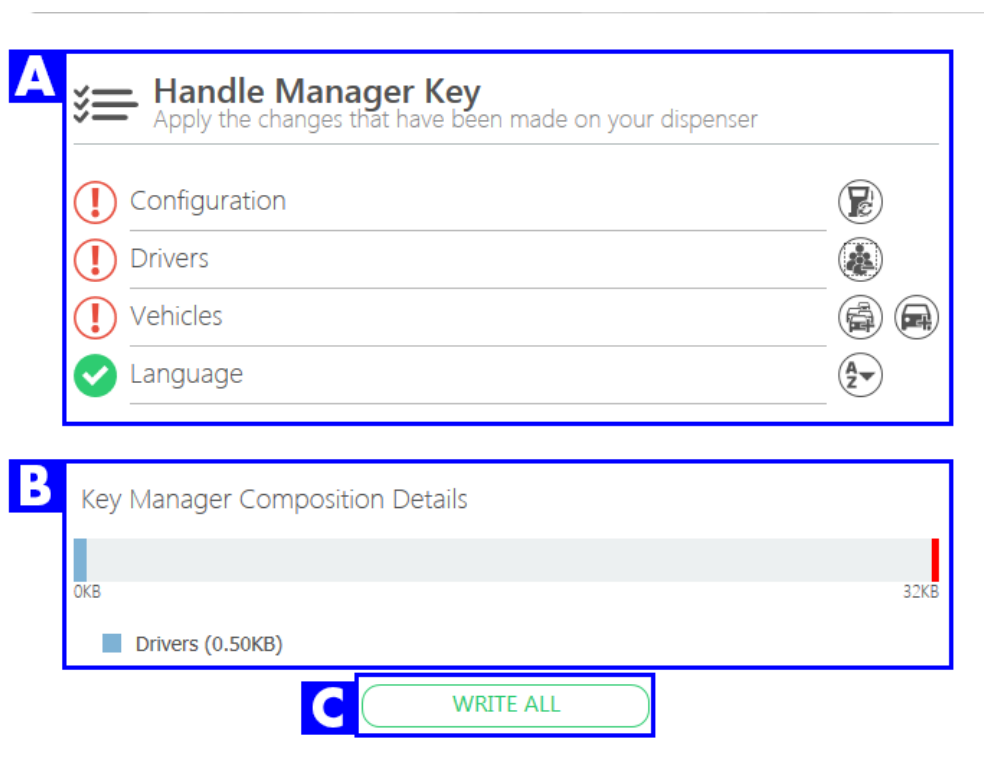 A
Handle Manager Key
Apply the changes that have been made on your dispenser
Configuration
Drivers
Vehicles
Language
A
Z
B
Key Manager Composition Details
0KB
32KB
Drivers (0.50KB)
C
WRITE ALL